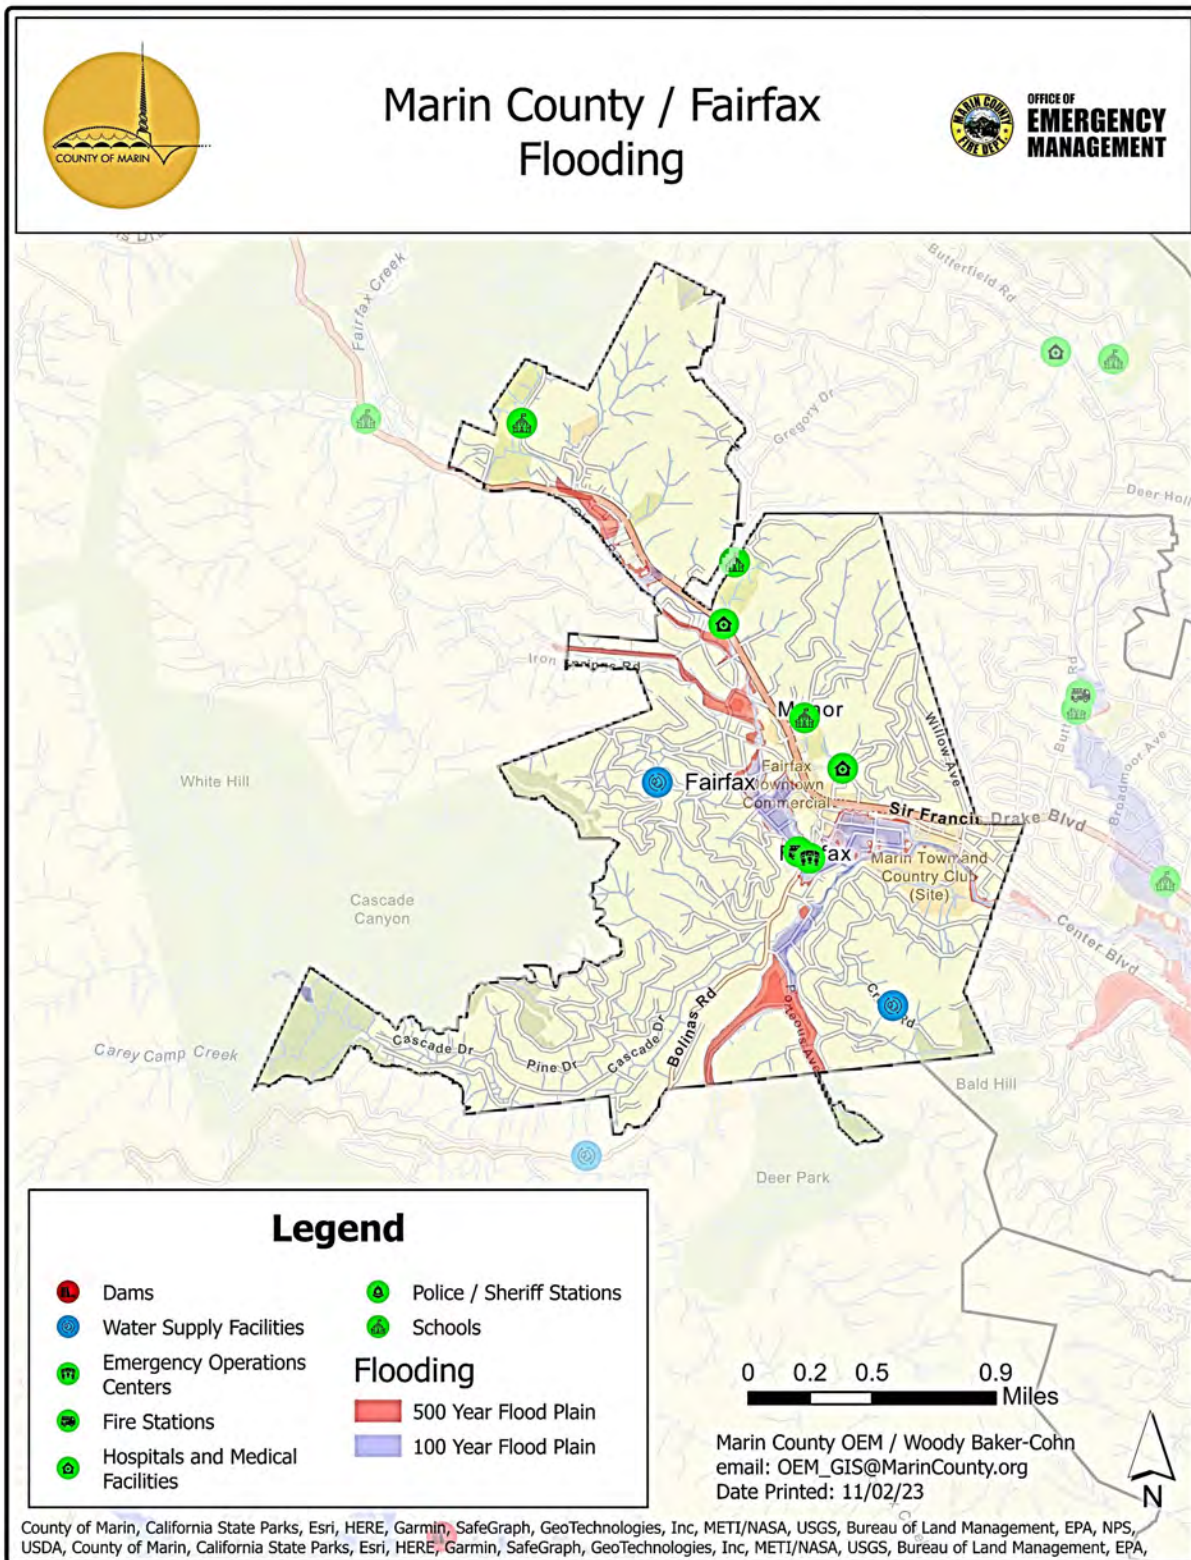 COUNTY OF MARIN
Marin County / Fairfax
Flooding
MARIN COUNTY
FIRE DEPT.
OFFICE OF
EMERGENCY
MANAGEMENT
Fairfax Creek
Butterfield Rd
Gregory Dr
Deer Holl
Iron Springs Rd
Willow Ave
Broadmoor Ave
Manor
White Hill
Fairfax
Fairfax
Downtown
Commercial
Sir Francis Drake Blvd
Fairfax
Marin Town and
Country Club
(Site)
Cascade
Canyon
Center Blvd
Porteous Ave
Bolinas Rd
Cascade Dr
Pine Dr
Cascade Dr
Carey Camp Creek
Bald Hill
Deer Park
Legend
Dams
Water Supply Facilities
Emergency Operations
Centers
Fire Stations
Hospitals and Medical
Facilities
Police / Sheriff Stations
Schools
Flooding
500 Year Flood Plain
100 Year Flood Plain
0 0.2 0.5 0.9
Miles
Marin County OEM / Woody Baker-Cohn
email: OEM_GIS@MarinCounty.org
Date Printed: 11/02/23
N
County of Marin, California State Parks, Esri, HERE, Garmin, SafeGraph, GeoTechnologies, Inc, METI/NASA, USGS, Bureau of Land Management, EPA, NPS,
USDA, County of Marin, California State Parks, Esri, HERE, Garmin, SafeGraph, GeoTechnologies, Inc, METI/NASA, USGS, Bureau of Land Management, EPA,